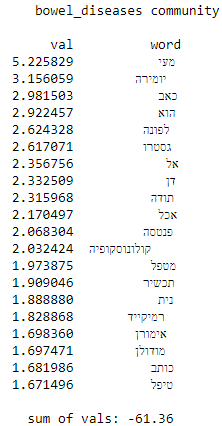 bowel_diseases community
val word
5.225829 מעי
3.156059 יומירה
2.981503 כאב
2.922457 הוא
2.624328 לפונה
2.617071 גסטרו
2.356756 אל
2.332509 דן
2.315968 תודה
2.170497 אכל
2.068304 פנטסה
2.032424 קולונוסקופיה
1.973875 מטפל
1.909046 תכשיר
1.888880 נית
1.828868 רמיקייד
1.698360 אימורן
1.697471 מודולן
1.681986 כותב
1.671496 טיפל
sum of vals: -61.36